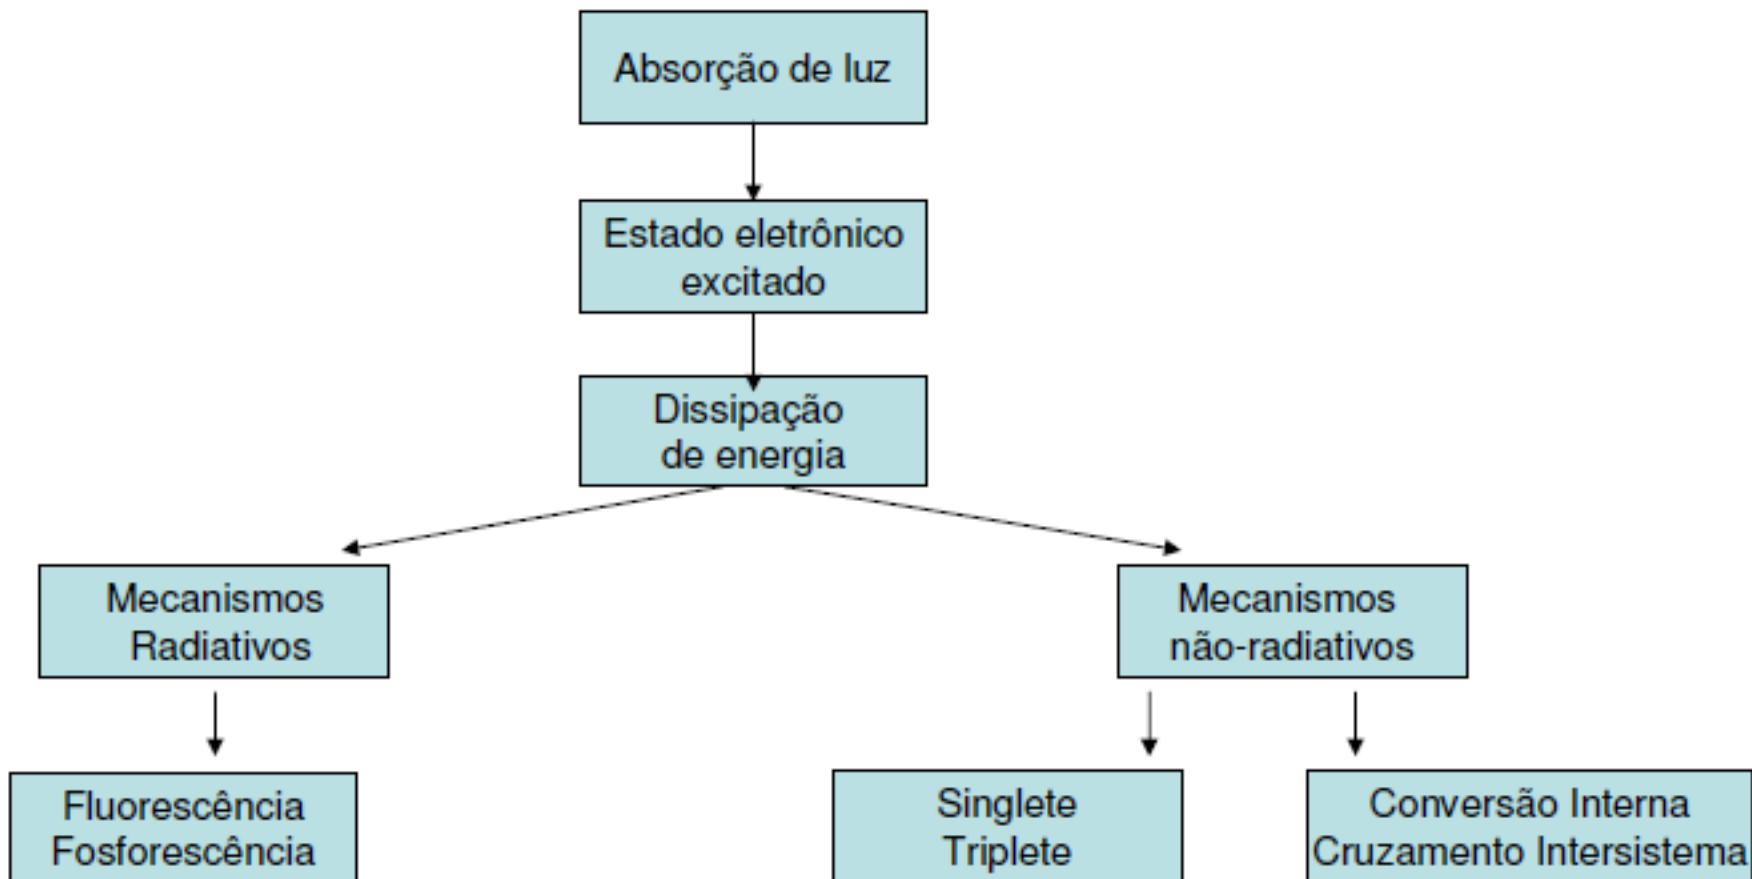 Absorção de luz
Estado eletrônico
excitado
Dissipação
de energia
Mecanismos
Radiativos
Mecanismos
não-radiativos
Fluorescência
Fosforescência
Singlete
Triplete
Conversão Interna
Cruzamento Intersistema